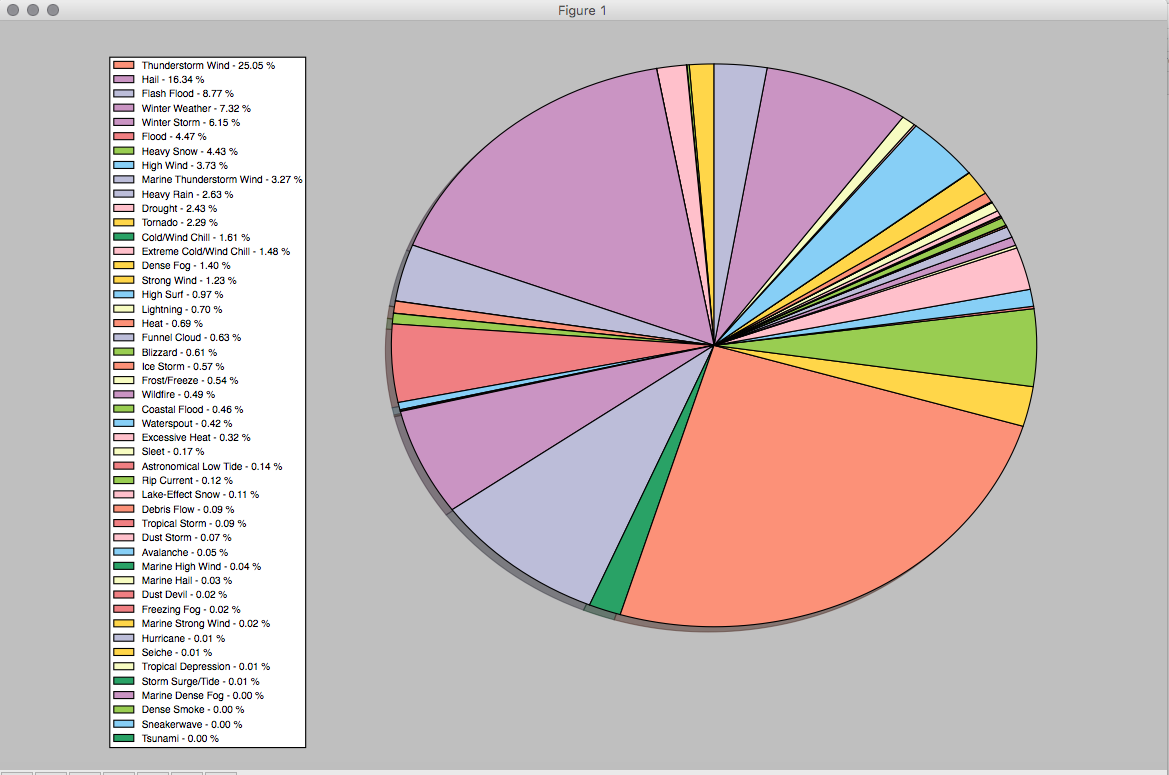 Figure 1
Thunderstorm Wind - 25.05 %
Hail - 16.34 %
Flash Flood - 8.77 %
Winter Weather - 7.32 %
Winter Storm - 6.15 %
Flood - 4.47 %
Heavy Snow - 4.43 %
High Wind - 3.73 %
Marine Thunderstorm Wind - 3.27 %
Heavy Rain - 2.63 %
Drought - 2.43 %
Tornado - 2.29 %
Cold/Wind Chill - 1.61 %
Extreme Cold/Wind Chill - 1.48 %
Dense Fog - 1.40 %
Strong Wind - 1.23 %
High Surf - 0.97 %
Lightning - 0.70 %
Heat - 0.69 %
Funnel Cloud - 0.63 %
Blizzard - 0.61 %
Ice Storm - 0.57 %
Frost/Freeze - 0.54 %
Wildfire - 0.49 %
Coastal Flood - 0.46 %
Waterspout - 0.42 %
Excessive Heat - 0.32 %
Sleet - 0.17 %
Astronomical Low Tide - 0.14 %
Rip Current - 0.12 %
Lake-Effect Snow - 0.11 %
Debris Flow - 0.09 %
Tropical Storm - 0.09 %
Dust Storm - 0.07 %
Avalanche - 0.05 %
Marine High Wind - 0.04 %
Marine Hail - 0.03 %
Dust Devil - 0.02 %
Freezing Fog - 0.02 %
Marine Strong Wind - 0.02 %
Hurricane - 0.01 %
Seiche - 0.01 %
Tropical Depression - 0.01 %
Storm Surge/Tide - 0.01 %
Marine Dense Fog - 0.00 %
Dense Smoke - 0.00 %
Sneakerwave - 0.00 %
Tsunami - 0.00 %